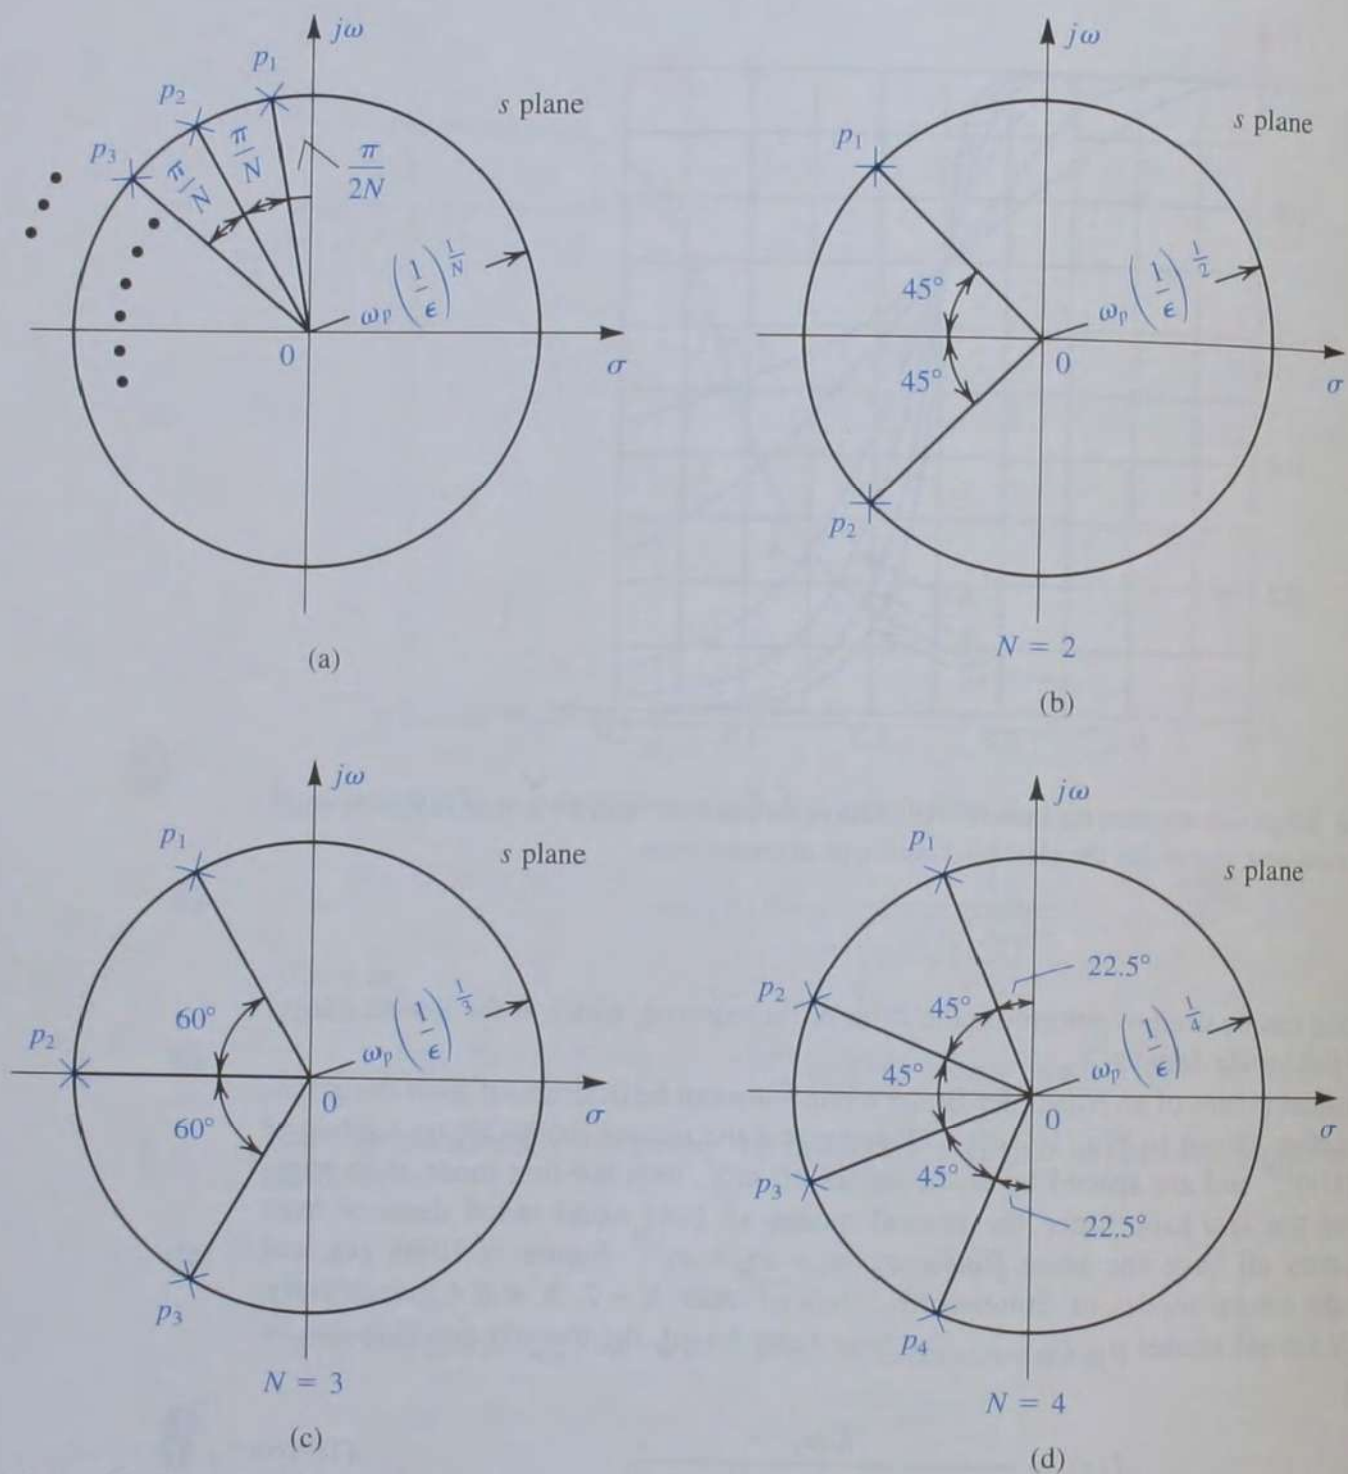 jω
p₁
p₂
s plane
p₃
π/N
π/N
π/2N
ωₚ(1/ϵ)^(1/N)
0
σ
(a)
jω
s plane
p₁
45°
ωₚ(1/ϵ)^(1/2)
45°
0
σ
p₂
N = 2
(b)
jω
p₁
s plane
60°
ωₚ(1/ϵ)^(1/3)
p₂
0
σ
60°
p₃
N = 3
(c)
jω
p₁
s plane
22.5°
p₂
45°
ωₚ(1/ϵ)^(1/4)
45°
0
σ
p₃
45°
22.5°
p₄
N = 4
(d)